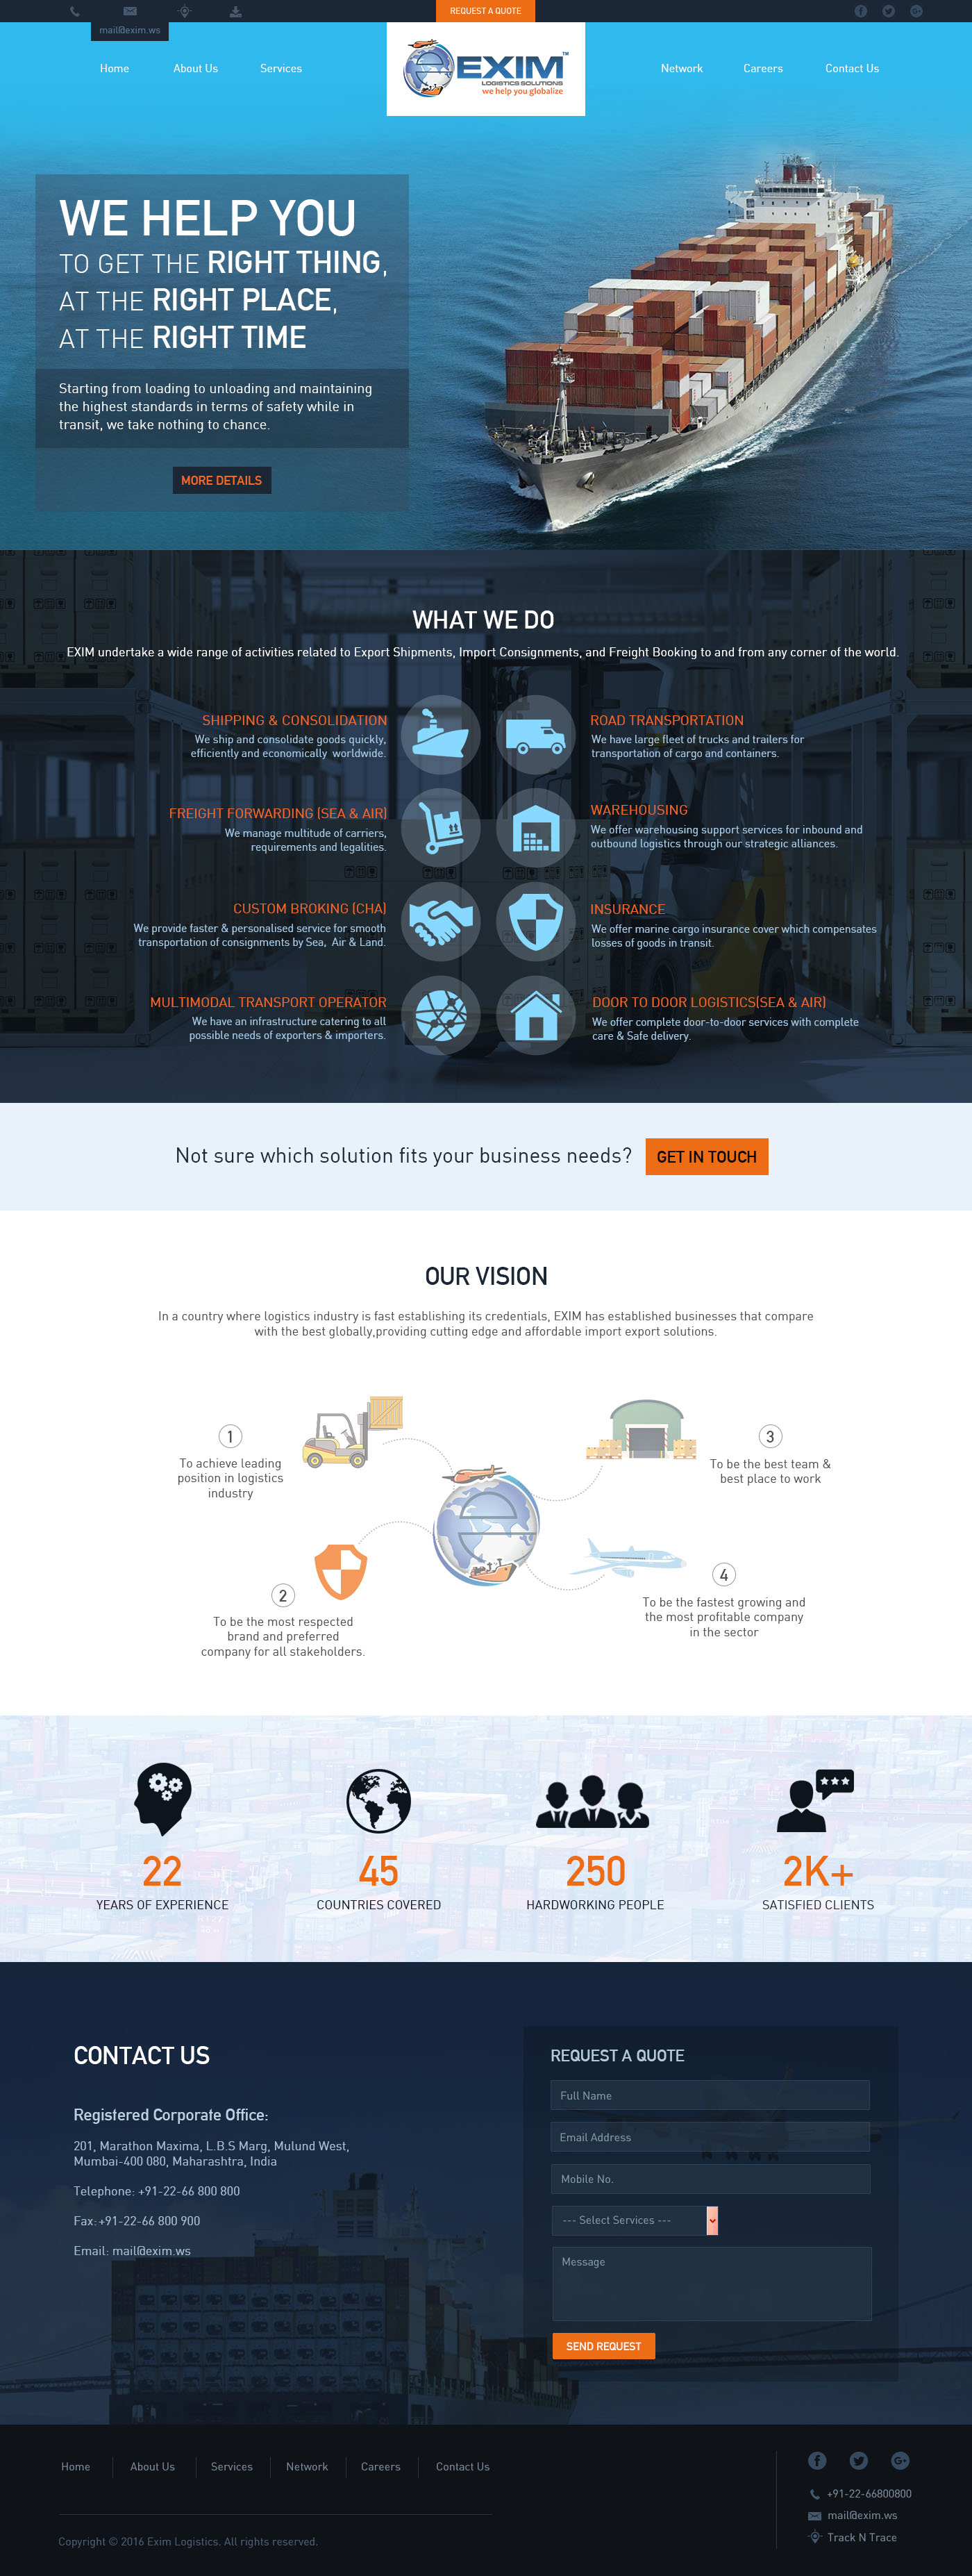 REQUEST A QUOTE
mail@exim.ws
Home
About Us
Services
EXIM™
LOGISTICS SOLUTIONS
we help you globalize
Network
Careers
Contact Us
WE HELP YOU
TO GET THE RIGHT THING,
AT THE RIGHT PLACE,
AT THE RIGHT TIME
Starting from loading to unloading and maintaining
the highest standards in terms of safety while in
transit, we take nothing to chance.
MORE DETAILS
WHAT WE DO
EXIM undertake a wide range of activities related to Export Shipments, Import Consignments, and Freight Booking to and from any corner of the world.
SHIPPING & CONSOLIDATION
We ship and consolidate goods quickly,
efficiently and economically worldwide.
ROAD TRANSPORTATION
We have large fleet of trucks and trailers for
transportation of cargo and containers.
FREIGHT FORWARDING (SEA & AIR)
We manage multitude of carriers,
requirements and legalities.
WAREHOUSING
We offer warehousing support services for inbound and
outbound logistics through our strategic alliances.
CUSTOM BROKING (CHA)
We provide faster & personalised service for smooth
transportation of consignments by Sea, Air & Land.
INSURANCE
We offer marine cargo insurance cover which compensates
losses of goods in transit.
MULTIMODAL TRANSPORT OPERATOR
We have an infrastructure catering to all
possible needs of exporters & importers.
DOOR TO DOOR LOGISTICS(SEA & AIR)
We offer complete door-to-door services with complete
care & Safe delivery.
Not sure which solution fits your business needs?
GET IN TOUCH
OUR VISION
In a country where logistics industry is fast establishing its credentials, EXIM has established businesses that compare
with the best globally,providing cutting edge and affordable import export solutions.
1
To achieve leading
position in logistics
industry
3
To be the best team &
best place to work
2
To be the most respected
brand and preferred
company for all stakeholders.
4
To be the fastest growing and
the most profitable company
in the sector
22
YEARS OF EXPERIENCE
45
COUNTRIES COVERED
250
HARDWORKING PEOPLE
2K+
SATISFIED CLIENTS
CONTACT US
Registered Corporate Office:
201, Marathon Maxima, L.B.S Marg, Mulund West,
Mumbai-400 080, Maharashtra, India
Telephone: +91-22-66 800 800
Fax: +91-22-66 800 900
Email: mail@exim.ws
REQUEST A QUOTE
Full Name
Email Address
Mobile No.
--- Select Services ---
Message
SEND REQUEST
Home
About Us
Services
Network
Careers
Contact Us
Copyright © 2016 Exim Logistics. All rights reserved.
+91-22-66800800
mail@exim.ws
Track N Trace